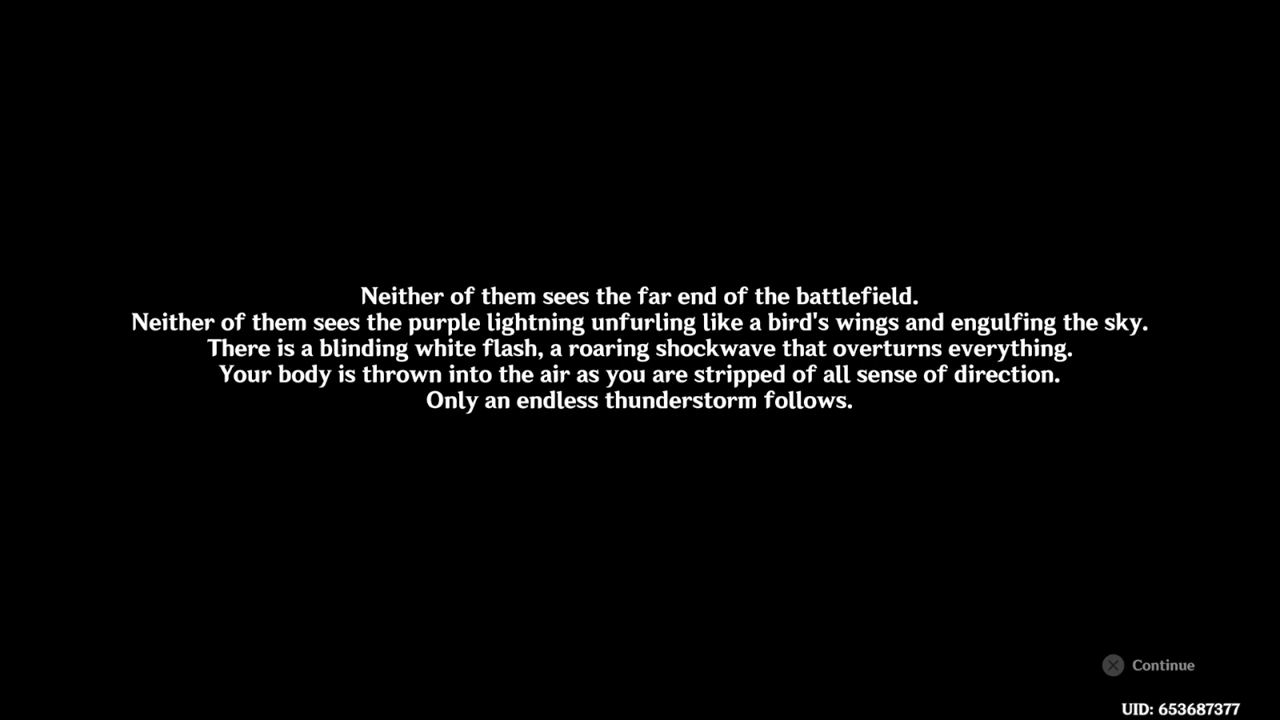 Neither of them sees the far end of the battlefield.
Neither of them sees the purple lightning unfurling like a bird's wings and engulfing the sky.
There is a blinding white flash, a roaring shockwave that overturns everything.
Your body is thrown into the air as you are stripped of all sense of direction.
Only an endless thunderstorm follows.
Continue
UID: 653687377